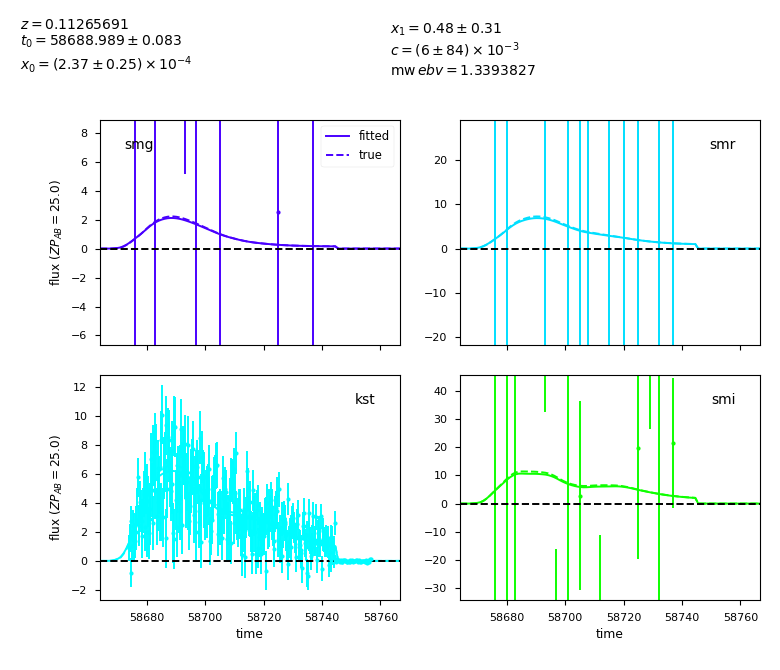 z = 0.11265691
t₀ = 58688.989 ± 0.083
x₀ = (2.37 ± 0.25) × 10⁻⁴
x₁ = 0.48 ± 0.31
c = (6 ± 84) × 10⁻³
mw ebv = 1.3393827
smg
fitted
true
flux (ZP_AB = 25.0)
8
6
4
2
0
−2
−4
−6
smr
20
10
0
−10
−20
kst
flux (ZP_AB = 25.0)
12
10
8
6
4
2
0
−2
58680 58700 58720 58740 58760
time
smi
40
30
20
10
0
−10
−20
−30
58680 58700 58720 58740 58760
time